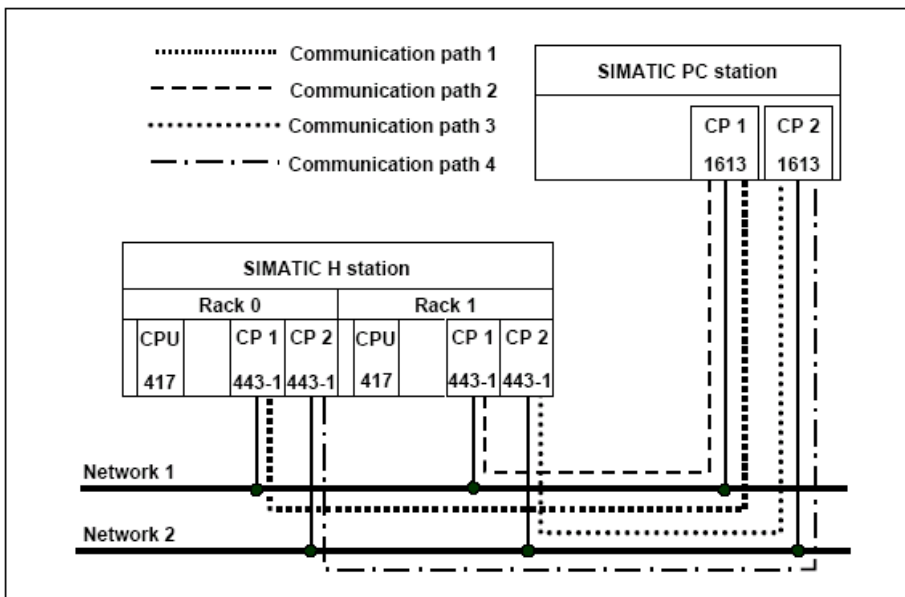 Communication path 1
Communication path 2
Communication path 3
Communication path 4
SIMATIC PC station
CP 1 CP 2
1613 1613
SIMATIC H station
Rack 0 Rack 1
CPU CP 1 CP 2 CPU CP 1 CP 2
417 443-1 443-1 417 443-1 443-1
Network 1
Network 2